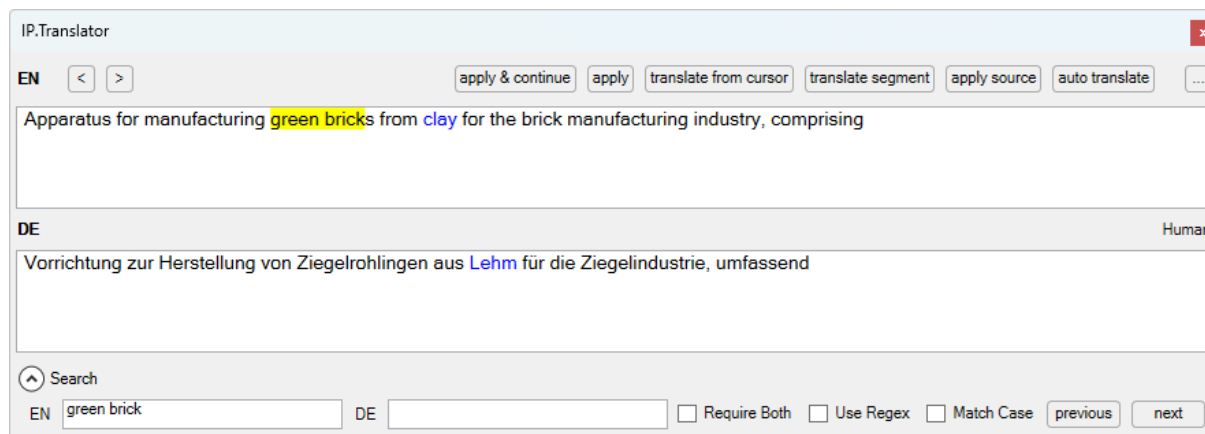 IP.Translator
EN < > apply & continue apply translate from cursor translate segment apply source auto translate ...
Apparatus for manufacturing green bricks from clay for the brick manufacturing industry, comprising
DE Human
Vorrichtung zur Herstellung von Ziegelrohlingen aus Lehm für die Ziegelindustrie, umfassend
Search
EN green brick DE Require Both Use Regex Match Case previous next